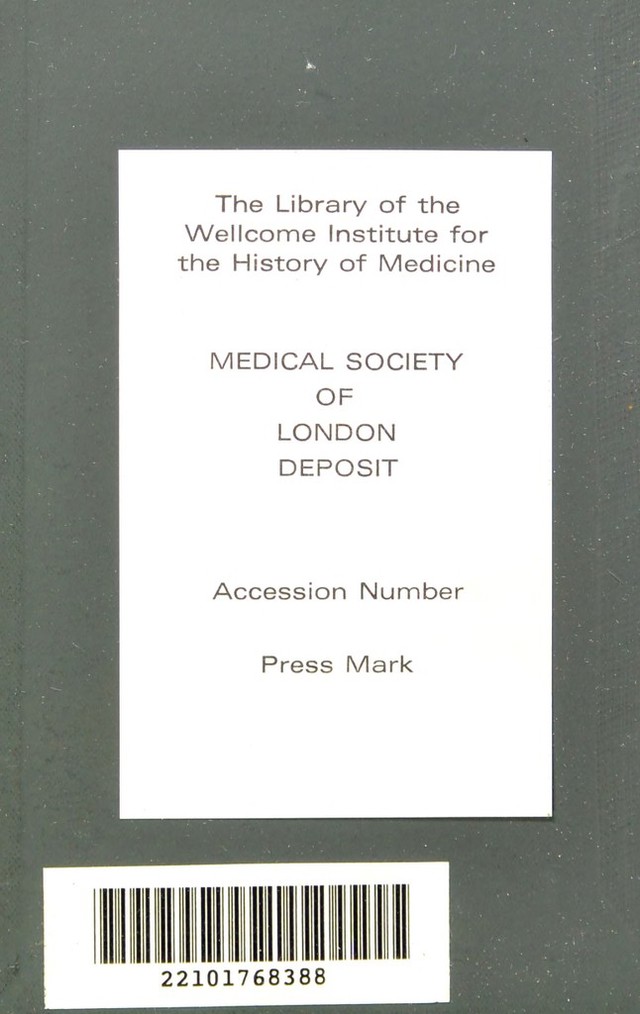 The Library of the
Wellcome Institute for
the History of Medicine
MEDICAL SOCIETY
OF
LONDON
DEPOSIT
Accession Number
Press Mark
22101768388